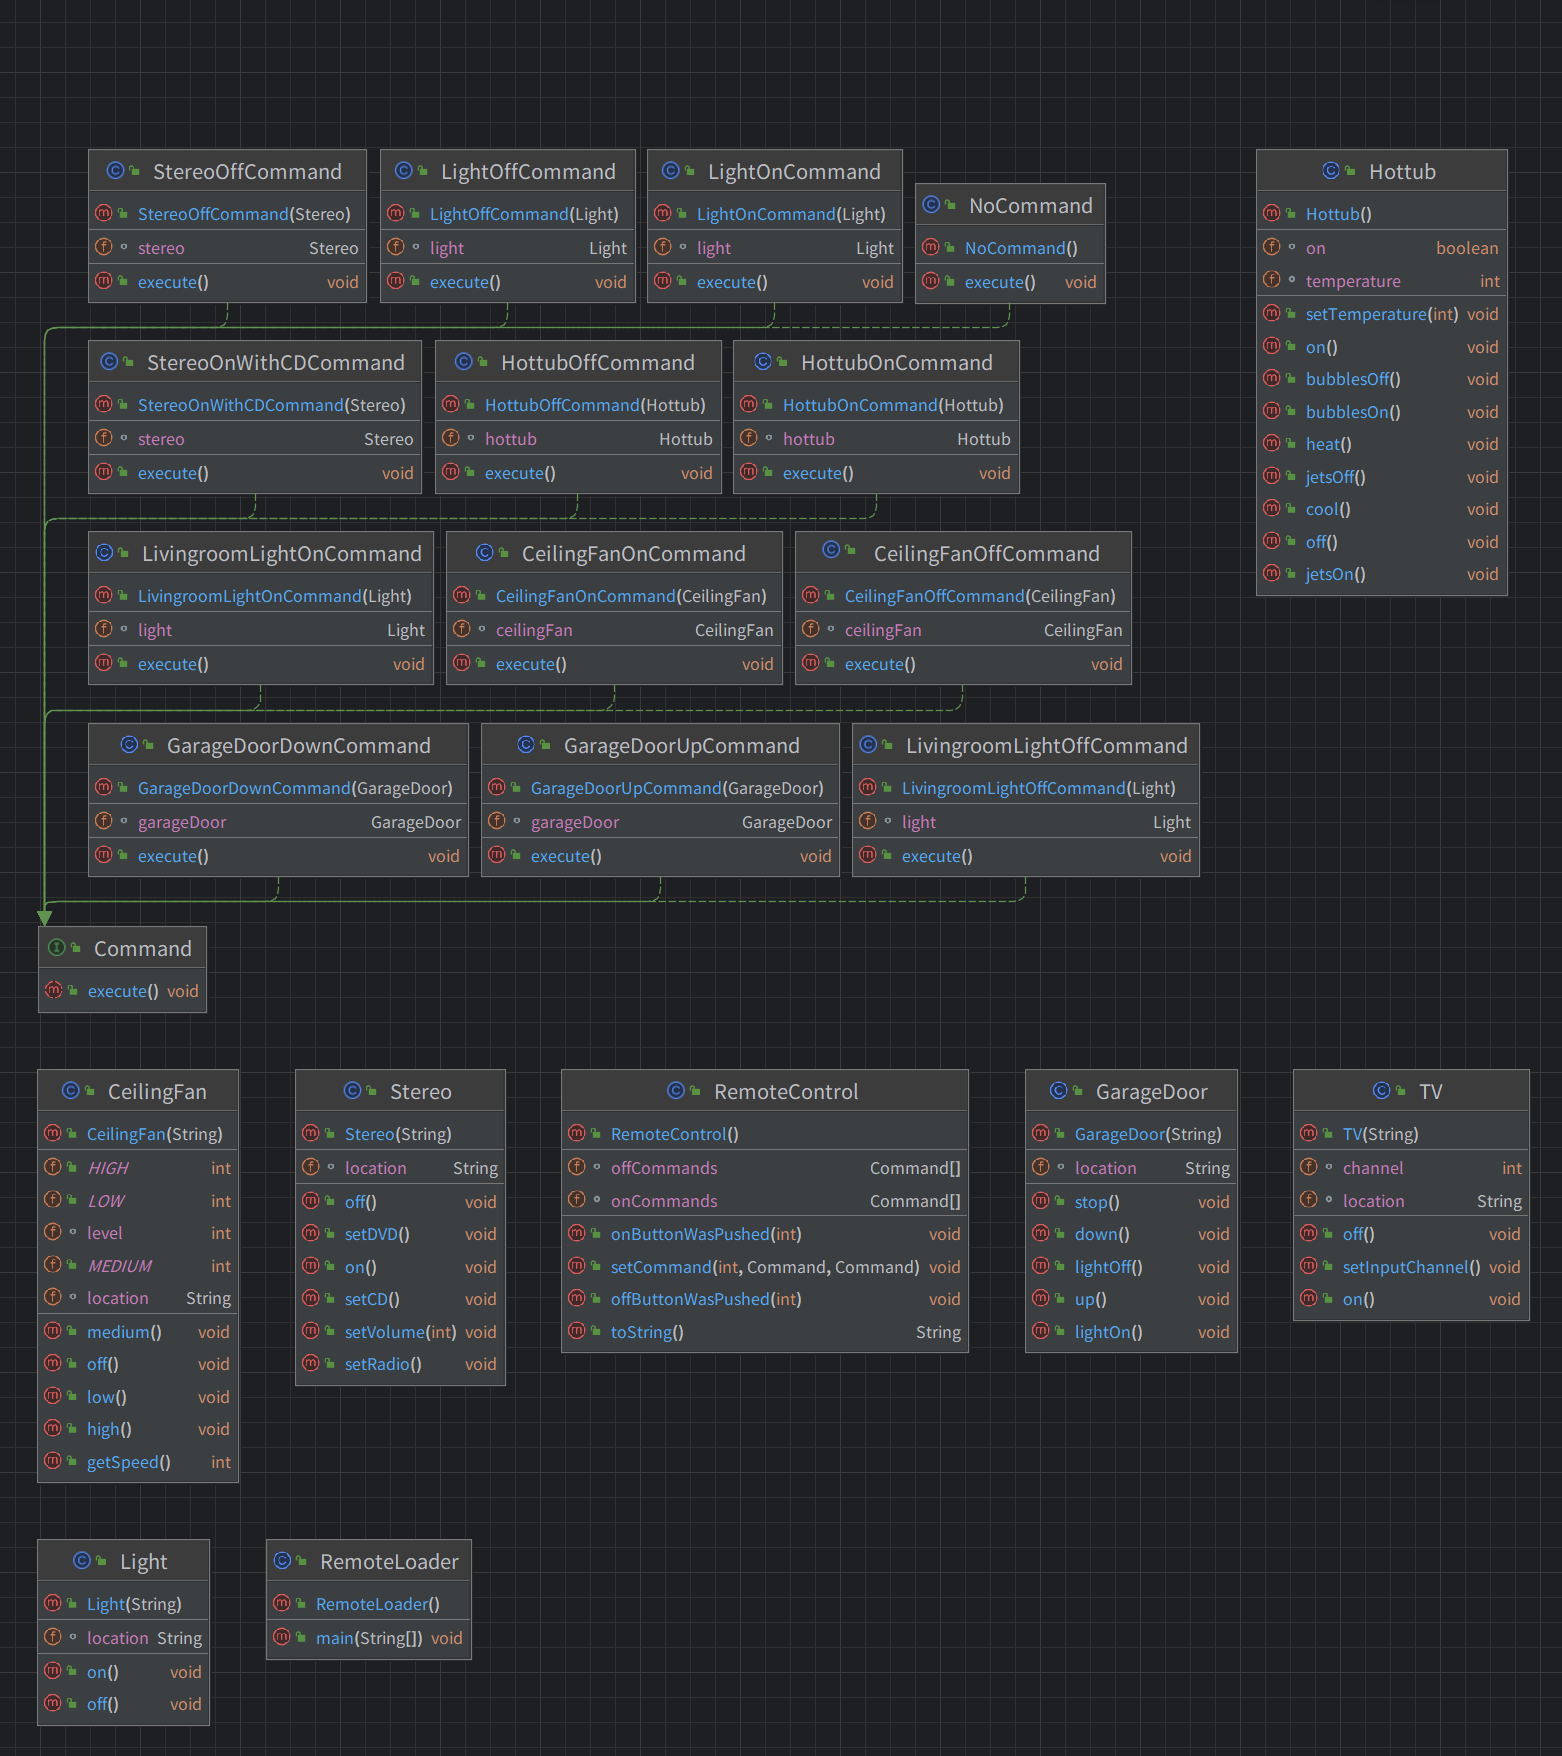 StereoOffCommand
StereoOffCommand(Stereo)
stereo Stereo
execute() void
LightOffCommand
LightOffCommand(Light)
light Light
execute() void
LightOnCommand
LightOnCommand(Light)
light Light
execute() void
NoCommand
NoCommand()
execute() void
Hottub
Hottub()
on boolean
temperature int
setTemperature(int) void
on() void
bubblesOff() void
bubblesOn() void
heat() void
jetsOff() void
cool() void
off() void
jetsOn() void
StereoOnWithCDCommand
StereoOnWithCDCommand(Stereo)
stereo Stereo
execute() void
HottubOffCommand
HottubOffCommand(Hottub)
hottub Hottub
execute() void
HottubOnCommand
HottubOnCommand(Hottub)
hottub Hottub
execute() void
LivingroomLightOnCommand
LivingroomLightOnCommand(Light)
light Light
execute() void
CeilingFanOnCommand
CeilingFanOnCommand(CeilingFan)
ceilingFan CeilingFan
execute() void
CeilingFanOffCommand
CeilingFanOffCommand(CeilingFan)
ceilingFan CeilingFan
execute() void
GarageDoorDownCommand
GarageDoorDownCommand(GarageDoor)
garageDoor GarageDoor
execute() void
GarageDoorUpCommand
GarageDoorUpCommand(GarageDoor)
garageDoor GarageDoor
execute() void
LivingroomLightOffCommand
LivingroomLightOffCommand(Light)
light Light
execute() void
Command
execute() void
CeilingFan
CeilingFan(String)
HIGH int
LOW int
level int
MEDIUM int
location String
medium() void
off() void
low() void
high() void
getSpeed() int
Stereo
Stereo(String)
location String
off() void
setDVD() void
on() void
setCD() void
setVolume(int) void
setRadio() void
RemoteControl
RemoteControl()
offCommands Command[]
onCommands Command[]
onButtonWasPushed(int) void
setCommand(int, Command, Command) void
offButtonWasPushed(int) void
toString() String
GarageDoor
GarageDoor(String)
location String
stop() void
down() void
lightOff() void
up() void
lightOn() void
TV
TV(String)
channel int
location String
off() void
setInputChannel() void
on() void
Light
Light(String)
location String
on() void
off() void
RemoteLoader
RemoteLoader()
main(String[]) void